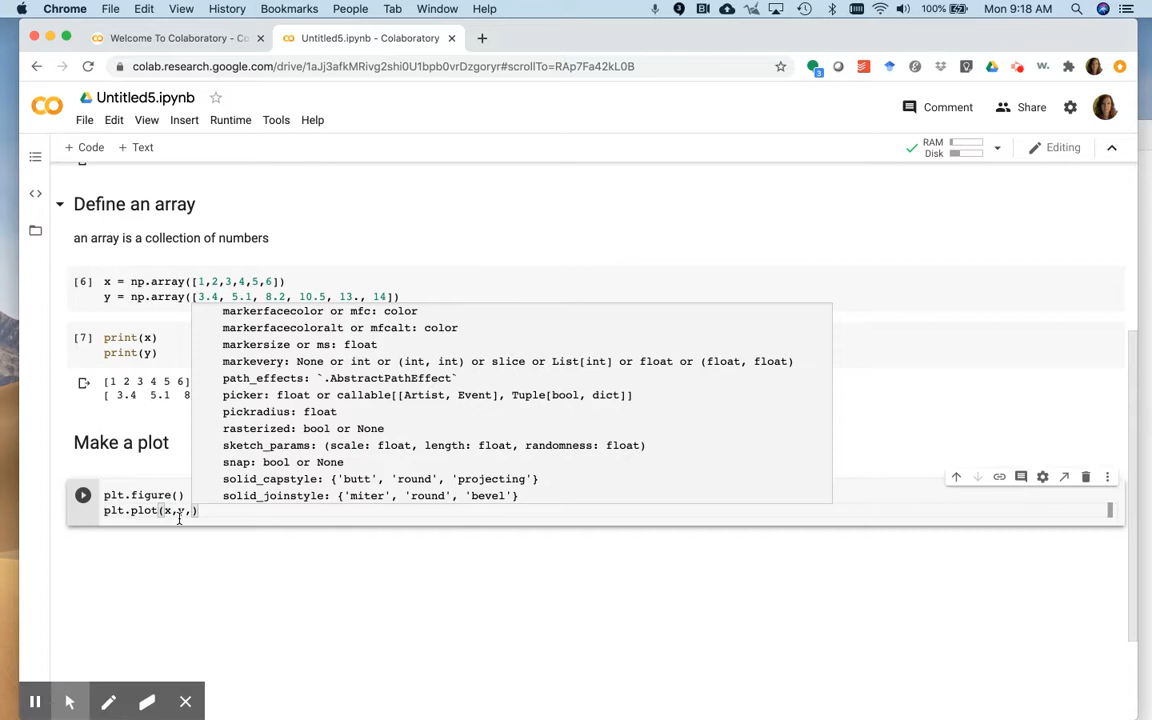 Chrome File Edit View History Bookmarks People Tab Window Help 100% Mon 9:18 AM
Welcome To Colaboratory - Co Untitled5.ipynb - Colaboratory
colab.research.google.com/drive/1aJj3afkMRivg2shi0U1bpb0vrDzgoryr#scrollTo=RAp7Fa42kL0B
Untitled5.ipynb
File Edit View Insert Runtime Tools Help
Comment Share
+ Code + Text
RAM
Disk
Editing
Define an array
an array is a collection of numbers
[6] x = np.array([1,2,3,4,5,6])
y = np.array([3.4, 5.1, 8.2, 10.5, 13., 14])
markerfacecolor or mfc: color
markerfacecoloralt or mfcalt: color
markersize or ms: float
markevery: None or int or (int, int) or slice or List[int] or float or (float, float)
path_effects: `.AbstractPathEffect`
picker: float or callable[[Artist, Event], Tuple[bool, dict]]
pickradius: float
rasterized: bool or None
sketch_params: (scale: float, length: float, randomness: float)
snap: bool or None
solid_capstyle: {'butt', 'round', 'projecting'}
solid_joinstyle: {'miter', 'round', 'bevel'}
[7] print(x)
print(y)
[1 2 3 4 5 6]
[ 3.4 5.1 8
Make a plot
plt.figure()
plt.plot(x,y,)